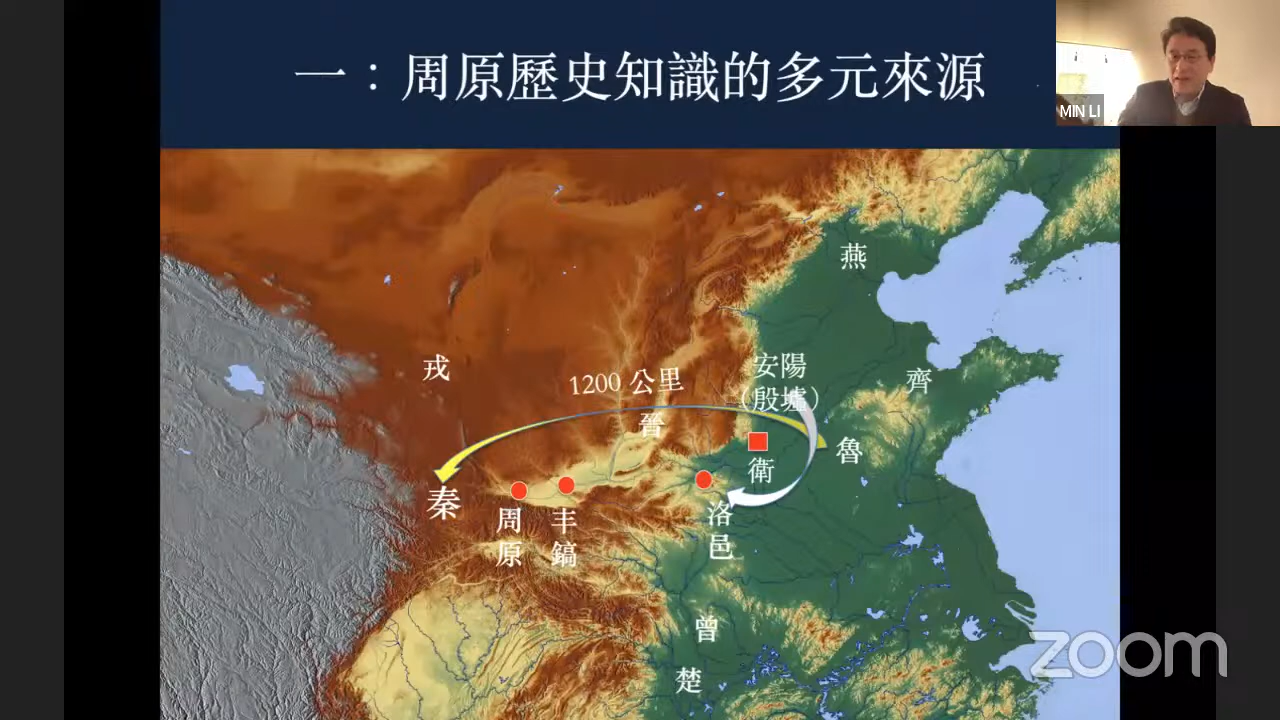 一：周原歷史知識的多元來源
MIN LI
燕
戎
1200 公里
安陽
（殷墟）
齊
晉
魯
衛
秦
周原
丰鎬
洛邑
曾
楚
zoom